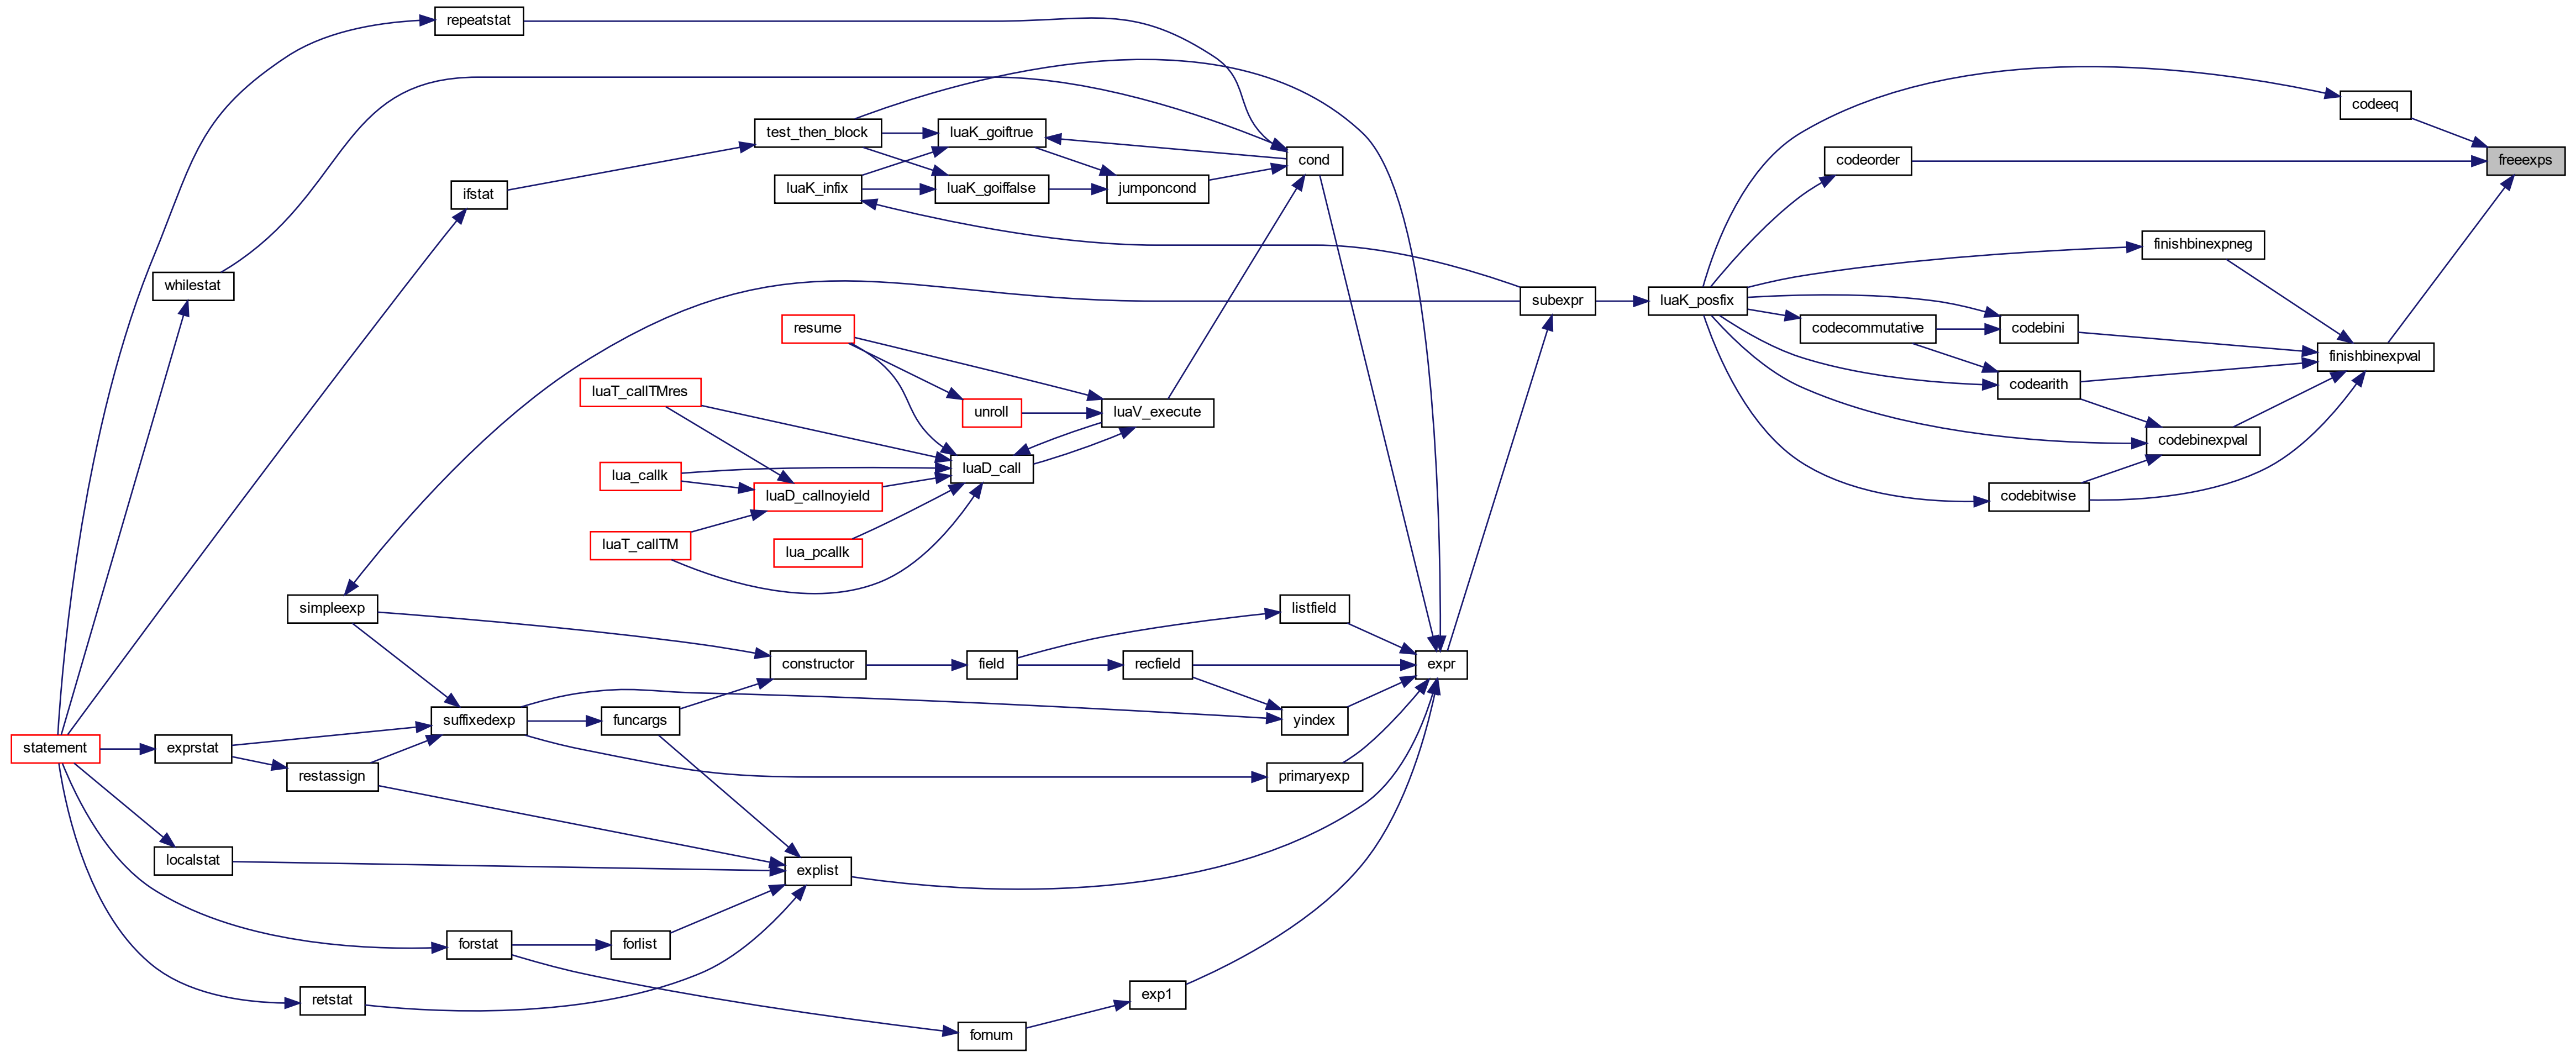 repeatstat
codeeq
test_then_block
luaK_goiftrue
cond
codeorder
freeexps
luaK_infix
luaK_goiffalse
jumponcond
ifstat
finishbinexpneg
whilestat
subexpr
luaK_posfix
resume
codecommutative
codebini
finishbinexpval
luaT_callTMres
codearith
unroll
luaV_execute
codebinexpval
lua_callk
luaD_call
luaD_callnoyield
codebitwise
luaT_callTM
lua_pcallk
simpleexp
listfield
constructor
field
recfield
expr
suffixedexp
funcargs
yindex
statement
exprstat
restassign
primaryexp
localstat
explist
forstat
forlist
retstat
exp1
fornum